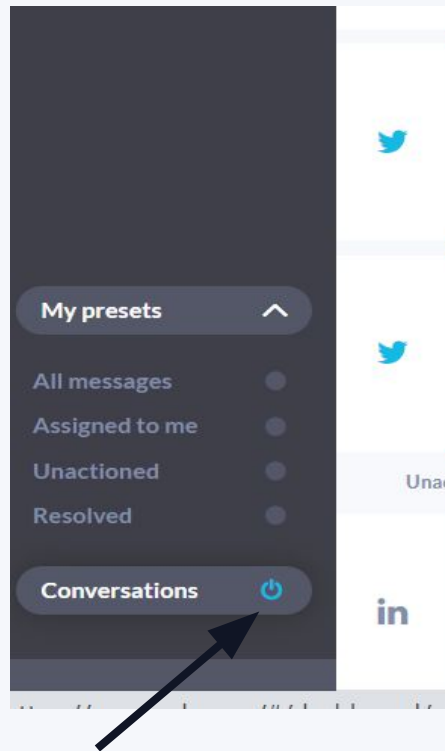 My presets
All messages
Assigned to me
Unactioned
Resolved
Conversations
in